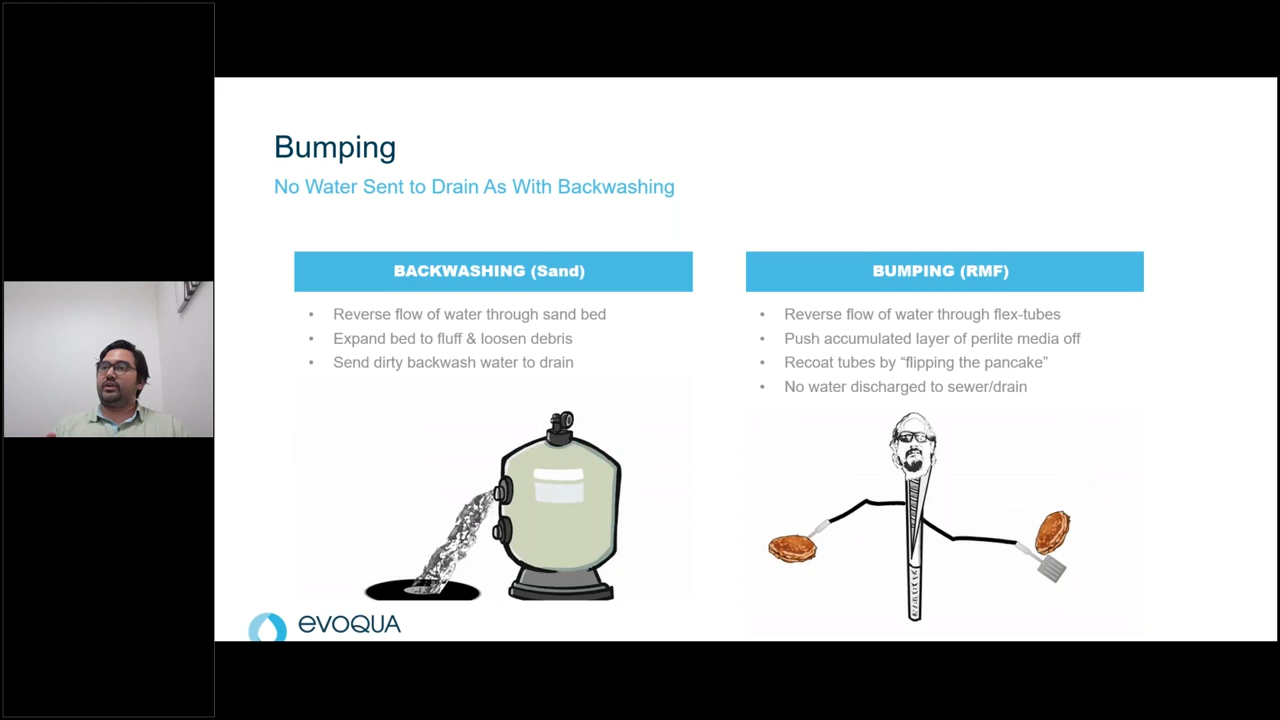 Bumping
No Water Sent to Drain As With Backwashing
BACKWASHING (Sand)
• Reverse flow of water through sand bed
• Expand bed to fluff & loosen debris
• Send dirty backwash water to drain
BUMPING (RMF)
• Reverse flow of water through flex-tubes
• Push accumulated layer of perlite media off
• Recoat tubes by “flipping the pancake”
• No water discharged to sewer/drain
evoQUA